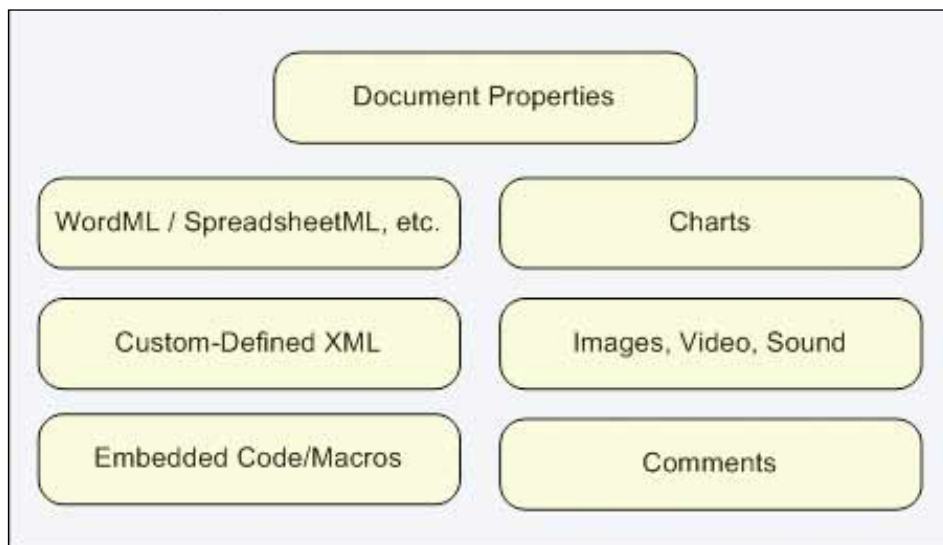 Document Properties
WordML / SpreadsheetML, etc.
Charts
Custom-Defined XML
Images, Video, Sound
Embedded Code/Macros
Comments